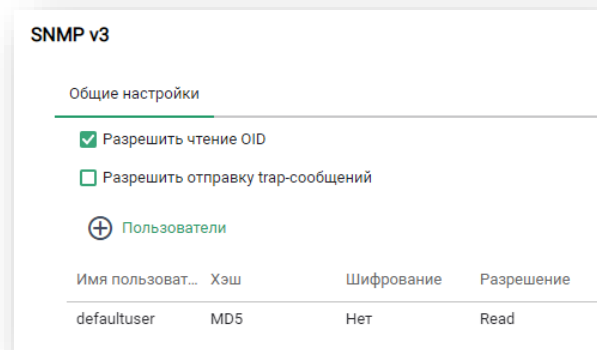 SNMP v3
Общие настройки
Разрешить чтение OID
Разрешить отправку trap-сообщений
Пользователи
Имя пользоват... Хэш Шифрование Разрешение
defaultuser MD5 Нет Read